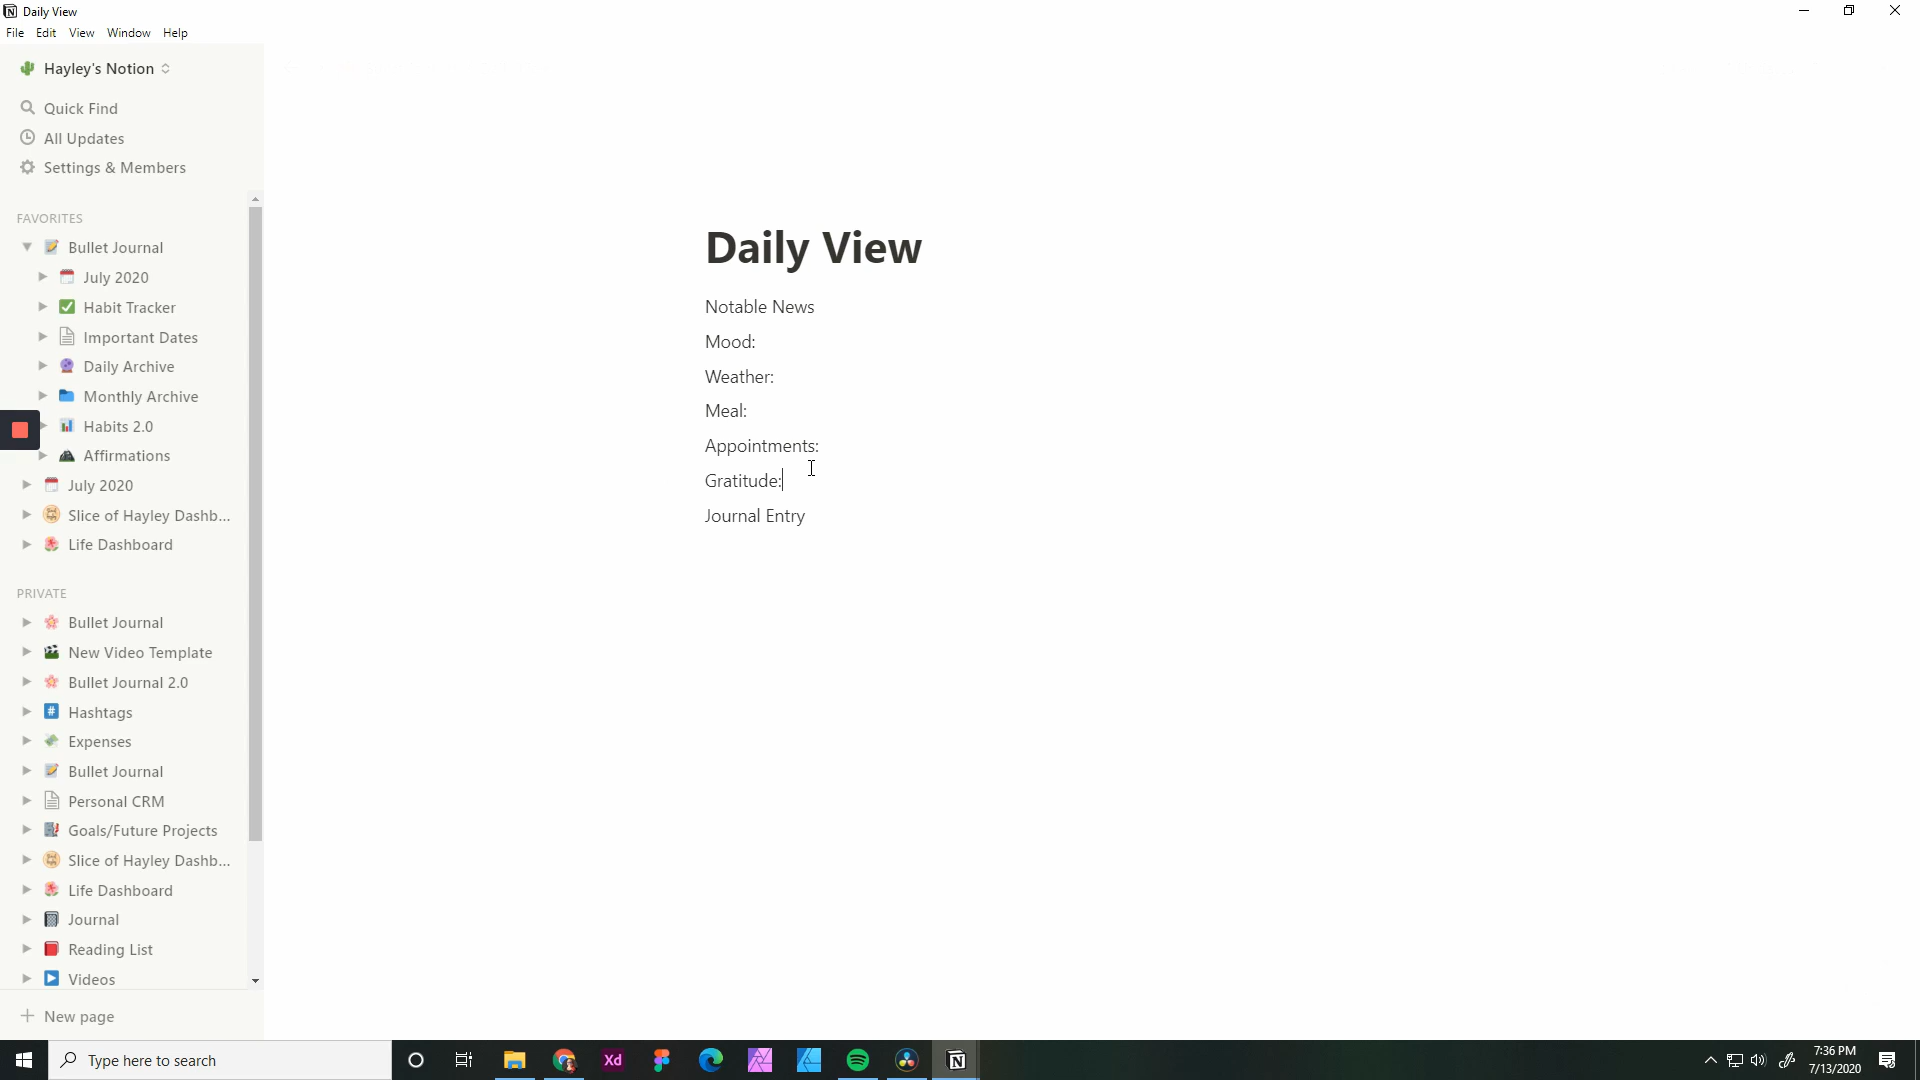 Daily View
File Edit View Window Help
Hayley's Notion
Quick Find
All Updates
Settings & Members
FAVORITES
Bullet Journal
July 2020
Habit Tracker
Important Dates
Daily Archive
Monthly Archive
Habits 2.0
Affirmations
July 2020
Slice of Hayley Dashb...
Life Dashboard
PRIVATE
Bullet Journal
New Video Template
Bullet Journal 2.0
Hashtags
Expenses
Bullet Journal
Personal CRM
Goals/Future Projects
Slice of Hayley Dashb...
Life Dashboard
Journal
Reading List
Videos
New page
Daily View
Notable News
Mood:
Weather:
Meal:
Appointments:
Gratitude:
Journal Entry
Type here to search
Xd
7:36 PM
7/13/2020